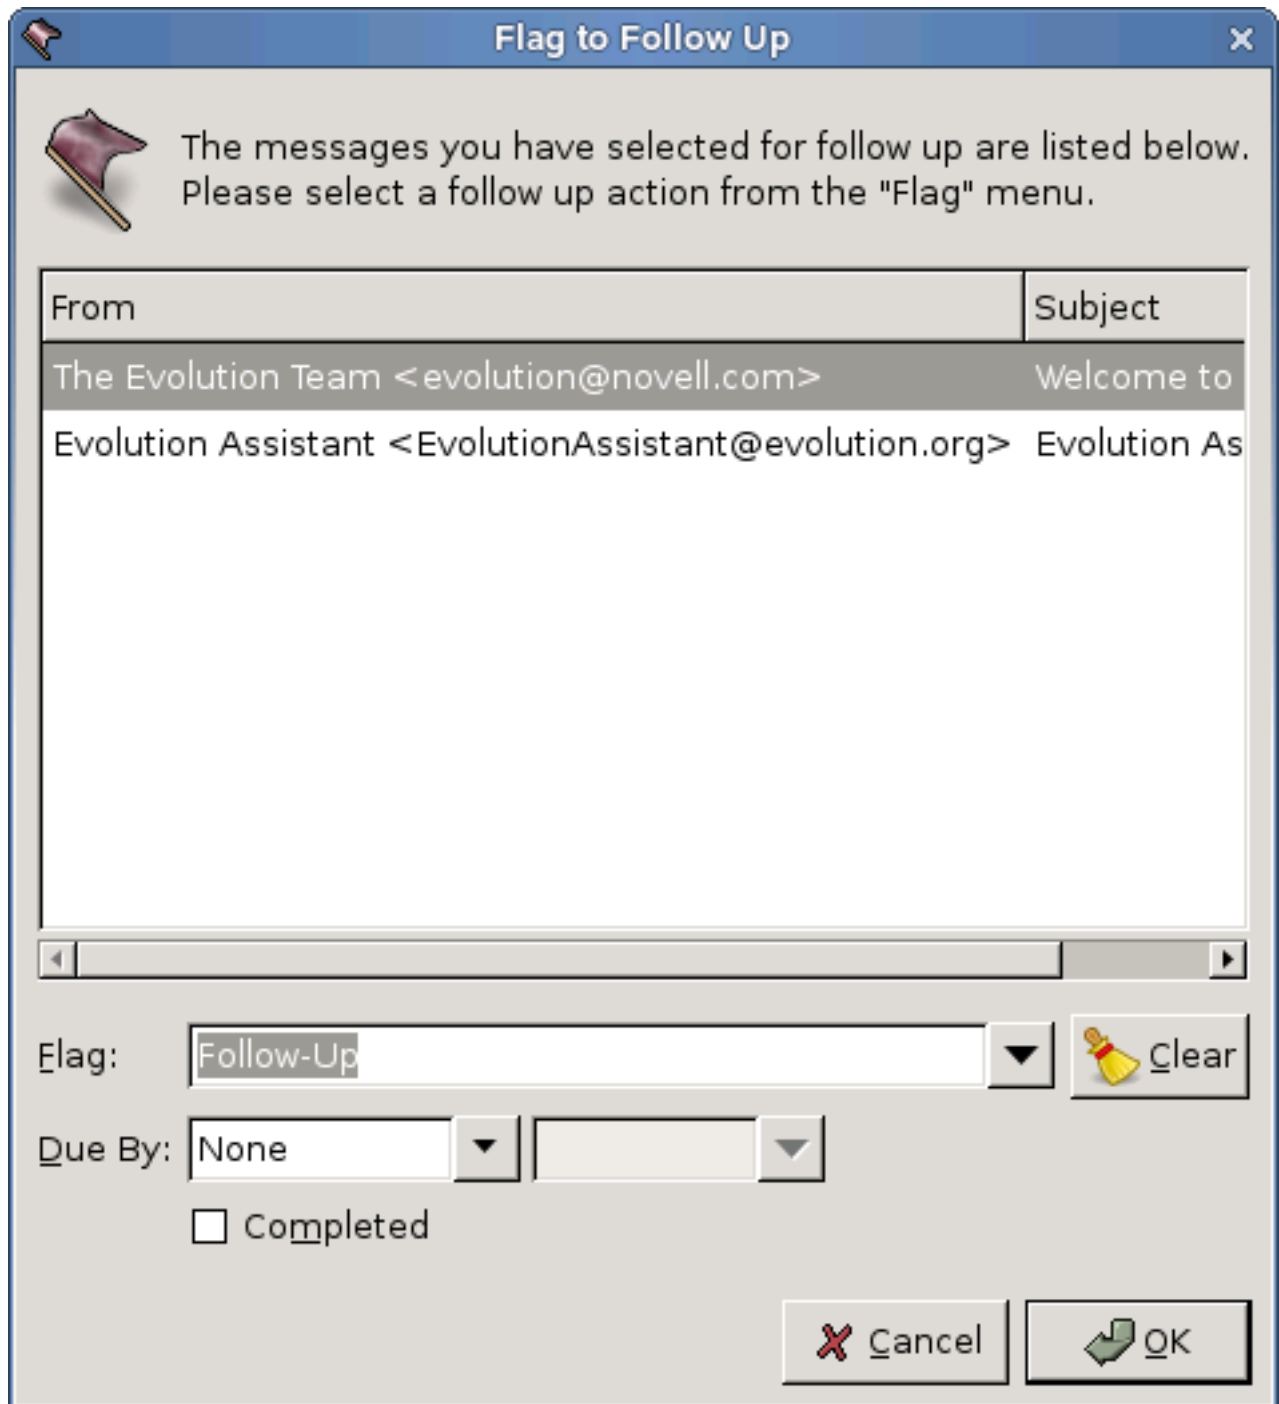 Flag to Follow Up
The messages you have selected for follow up are listed below.
Please select a follow up action from the "Flag" menu.
From Subject
The Evolution Team <evolution@novell.com> Welcome to
Evolution Assistant <EvolutionAssistant@evolution.org> Evolution As
Flag: Follow-Up Clear
Due By: None
Completed
Cancel OK